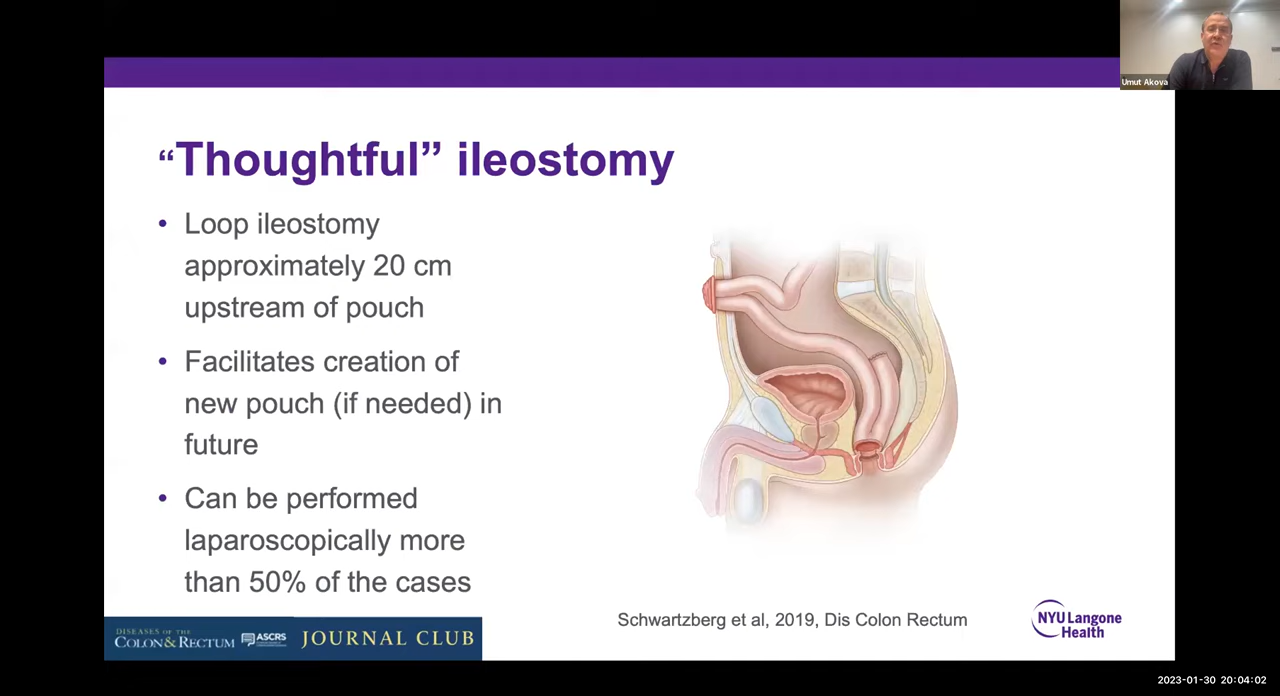 Umut Akova
“Thoughtful” ileostomy
• Loop ileostomy
approximately 20 cm
upstream of pouch
• Facilitates creation of
new pouch (if needed) in
future
• Can be performed
laparoscopically more
than 50% of the cases
Schwartzberg et al, 2019, Dis Colon Rectum
DISEASES OF THE
COLON&RECTUM
ASCRS
JOURNAL CLUB
NYU Langone
Health
2023-01-30 20:04:02